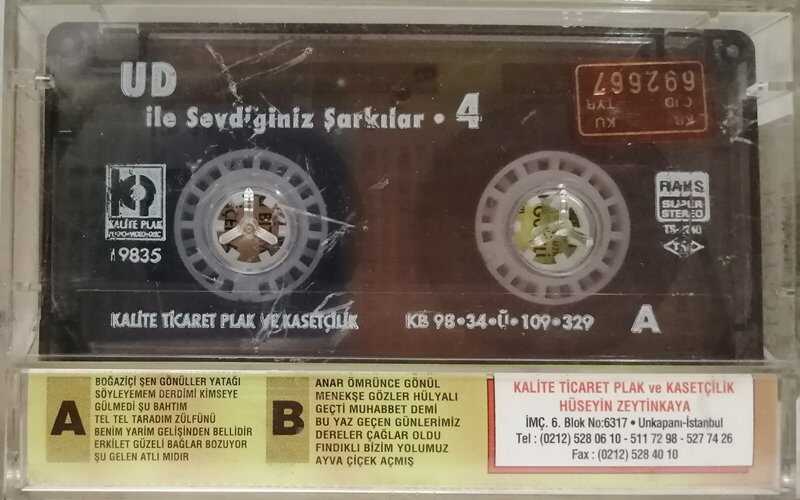 UD
ile Sevdiğiniz Şarkılar • 4
692667
KB CID
KU TYR
KALİTE PLAK
9835
RAKS
SUPER
STEREO
KALİTE TİCARET PLAK VE KASETÇİLİK
KB 98•34•Ü•109•329
A
A
BOĞAZİÇİ ŞEN GÖNÜLLER YATAĞI
SÖYLEYEMEM DERDİMİ KİMSEYE
GÜLMEDİ ŞU BAHTIM
TEL TEL TARADIM ZÜLFÜNÜ
BENİM YARİM GELİŞİNDEN BELLİDİR
ERKİLET GÜZELİ BAĞLAR BOZUYOR
ŞU GELEN ATLI MIDIR
B
ANAR ÖMRÜNCE GÖNÜL
MENEKŞE GÖZLER HÜLYALI
GEÇTİ MUHABBET DEMİ
BU YAZ GEÇEN GÜNLERİMİZ
DERELER ÇAĞLAR OLDU
FINDIKLI BİZİM YOLUMUZ
AYVA ÇİÇEK AÇMIŞ
KALİTE TİCARET PLAK ve KASETÇİLİK
HÜSEYİN ZEYTİNKAYA
İMÇ. 6. Blok No:6317 • Unkapanı-İstanbul
Tel : (0212) 528 06 10 - 511 72 98 - 527 74 26
Fax : (0212) 528 40 10